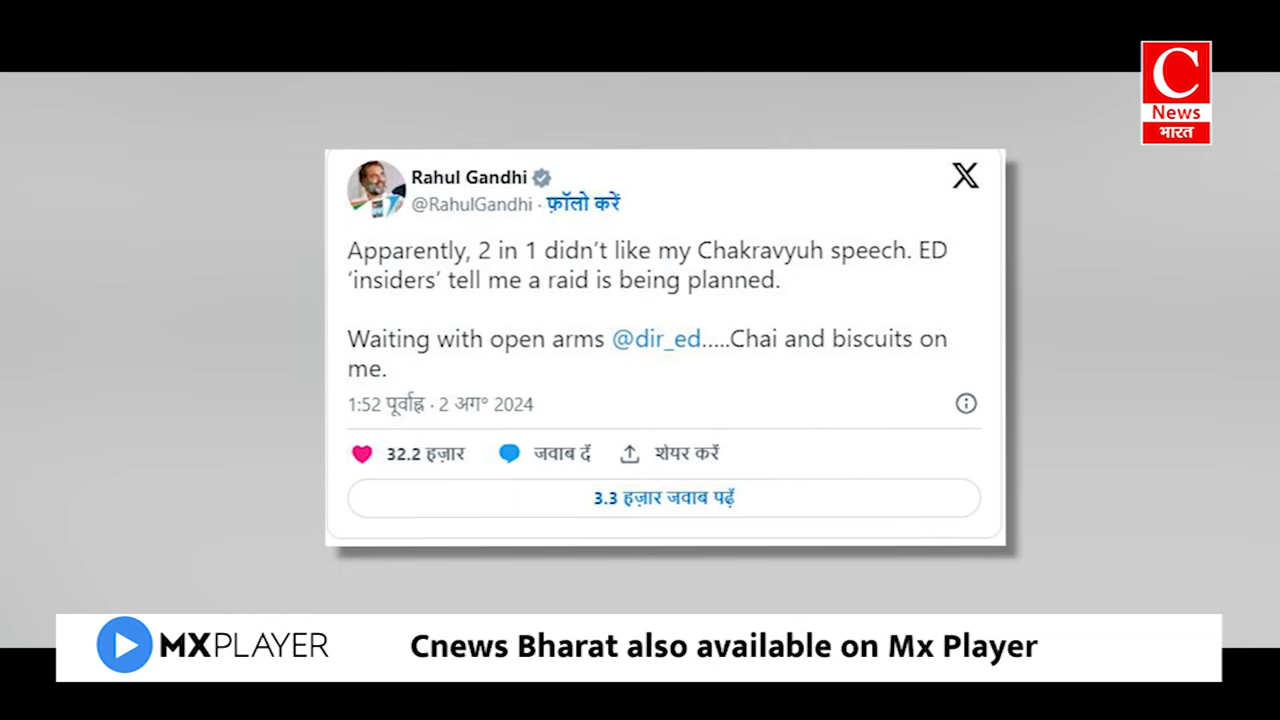 C
News
भारत
Rahul Gandhi
@RahulGandhi · फ़ॉलो करें
X
Apparently, 2 in 1 didn’t like my Chakravyuh speech. ED
‘insiders’ tell me a raid is being planned.
Waiting with open arms @dir_ed.....Chai and biscuits on
me.
1:52 पूर्वाह्न · 2 अग॰ 2024
32.2 हज़ार जवाब दें शेयर करें
3.3 हज़ार जवाब पढ़ें
MXPLAYER Cnews Bharat also available on Mx Player